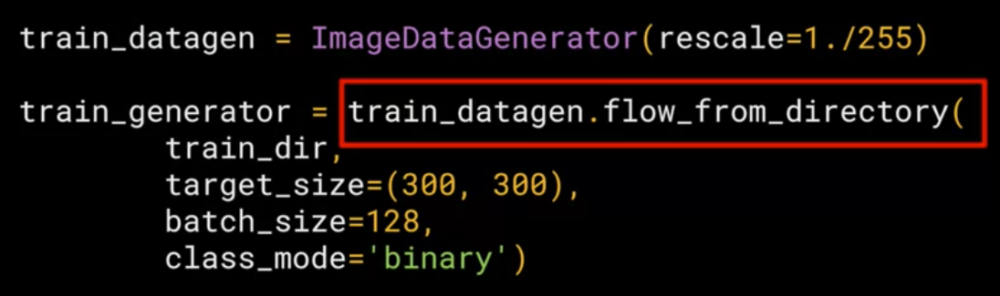 train_datagen = ImageDataGenerator(rescale=1./255)
train_generator = train_datagen.flow_from_directory(
        train_dir,
        target_size=(300, 300),
        batch_size=128,
        class_mode='binary')